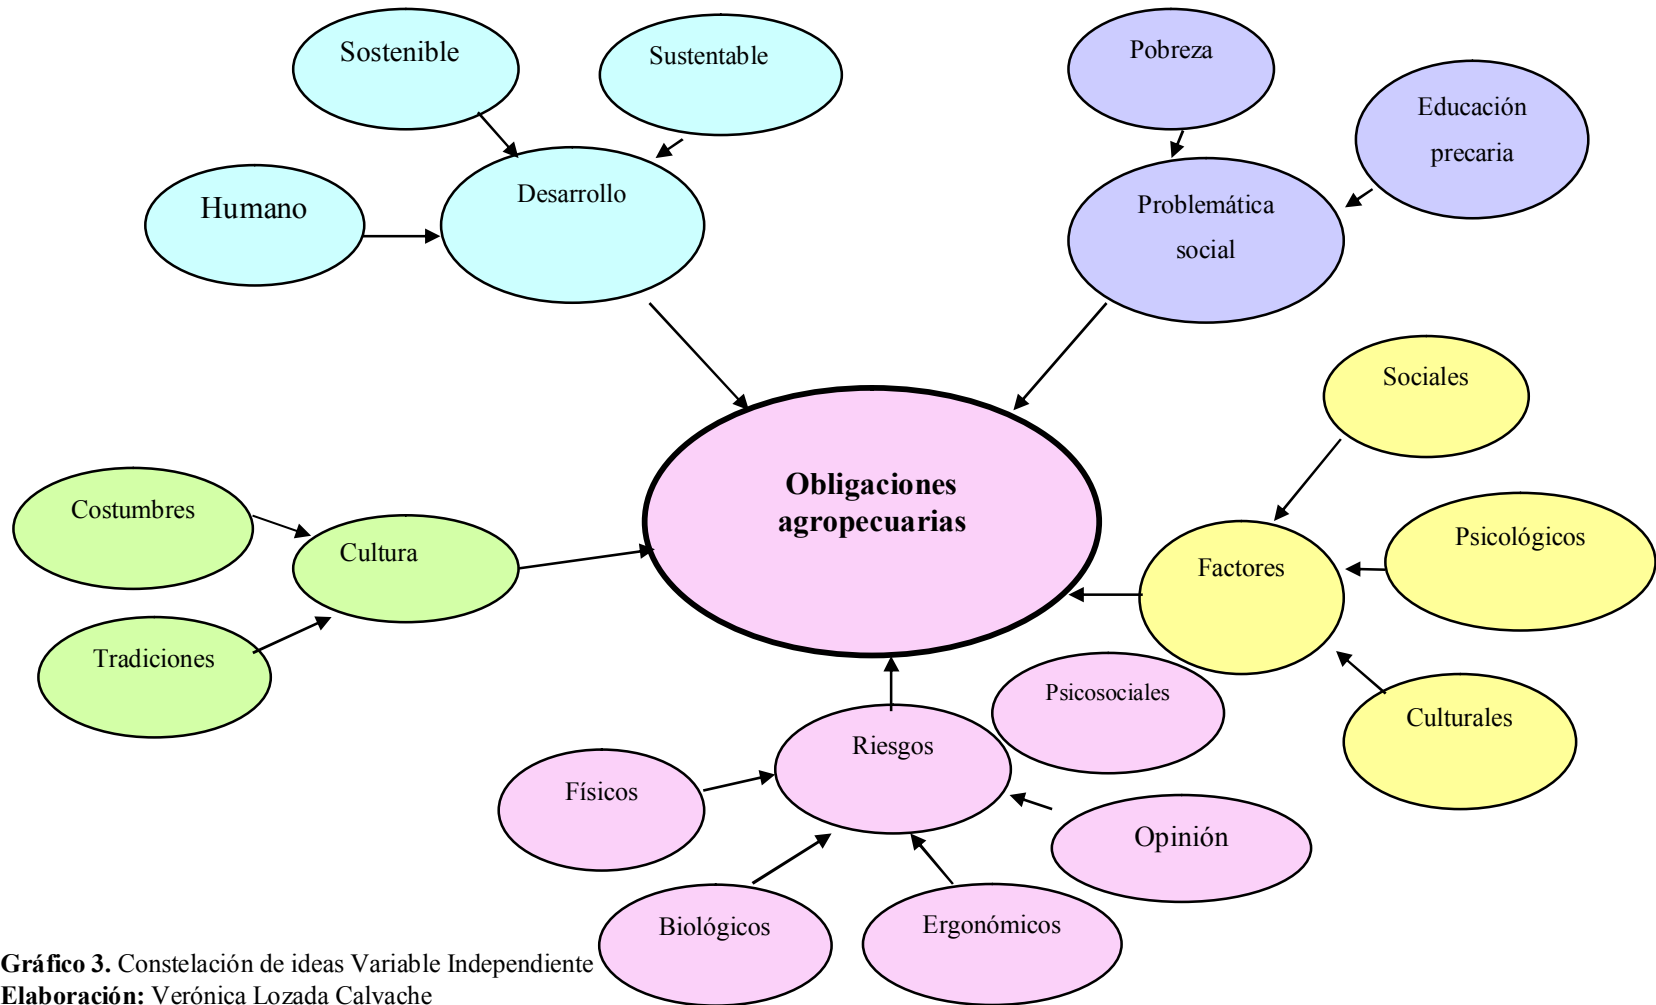 Sostenible
Sustentable
Humano
Desarrollo
Pobreza
Educación
precaria
Problemática
social
Sociales
Psicológicos
Factores
Culturales
Obligaciones
agropecuarias
Costumbres
Cultura
Tradiciones
Psicosociales
Riesgos
Físicos
Opinión
Biológicos
Ergonómicos
Gráfico 3. Constelación de ideas Variable Independiente
Elaboración: Verónica Lozada Calvache